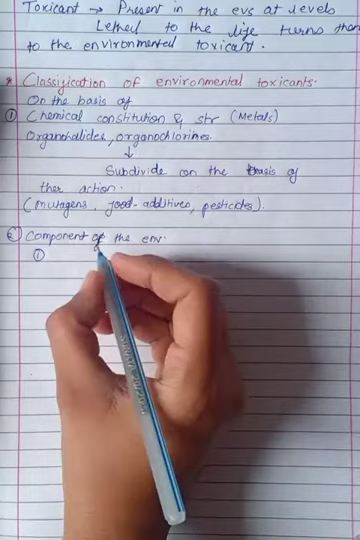 Toxicant → Present in the evs at levels
Lethal to the life turns them
to the environmental toxicant.
* Classification of environmental toxicants.
On the basis of
① Chemical constitution & str (Metals)
Organohalides, organochlorines.
↓
Subdivide on the basis of
ther action.
(mutagens, food-additives, pesticides).
② Component of the env.
①